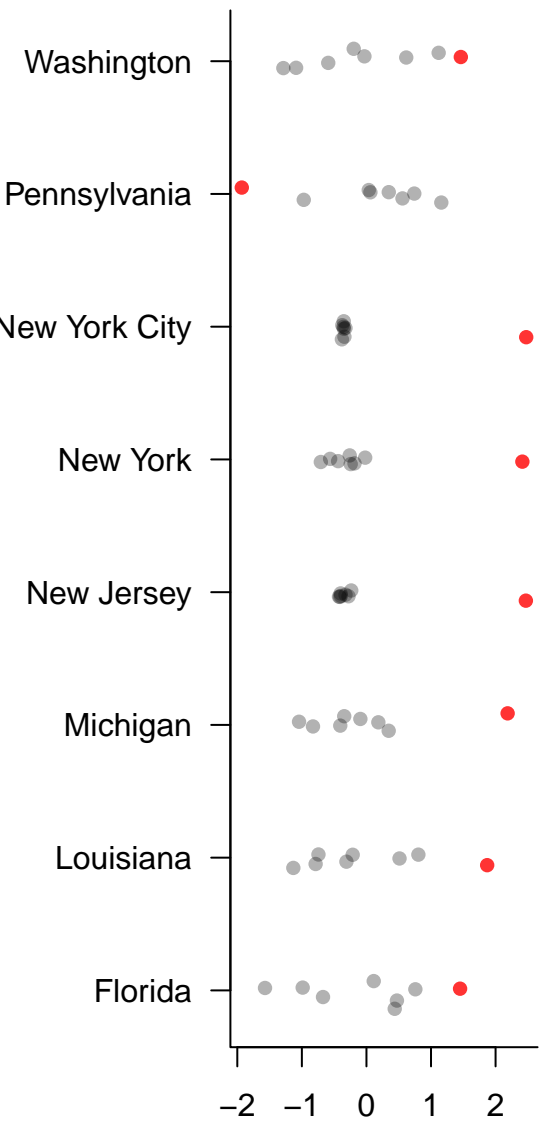 Washington
Pennsylvania
New York City
New York
New Jersey
Michigan
Louisiana
Florida
−2 −1 0 1 2